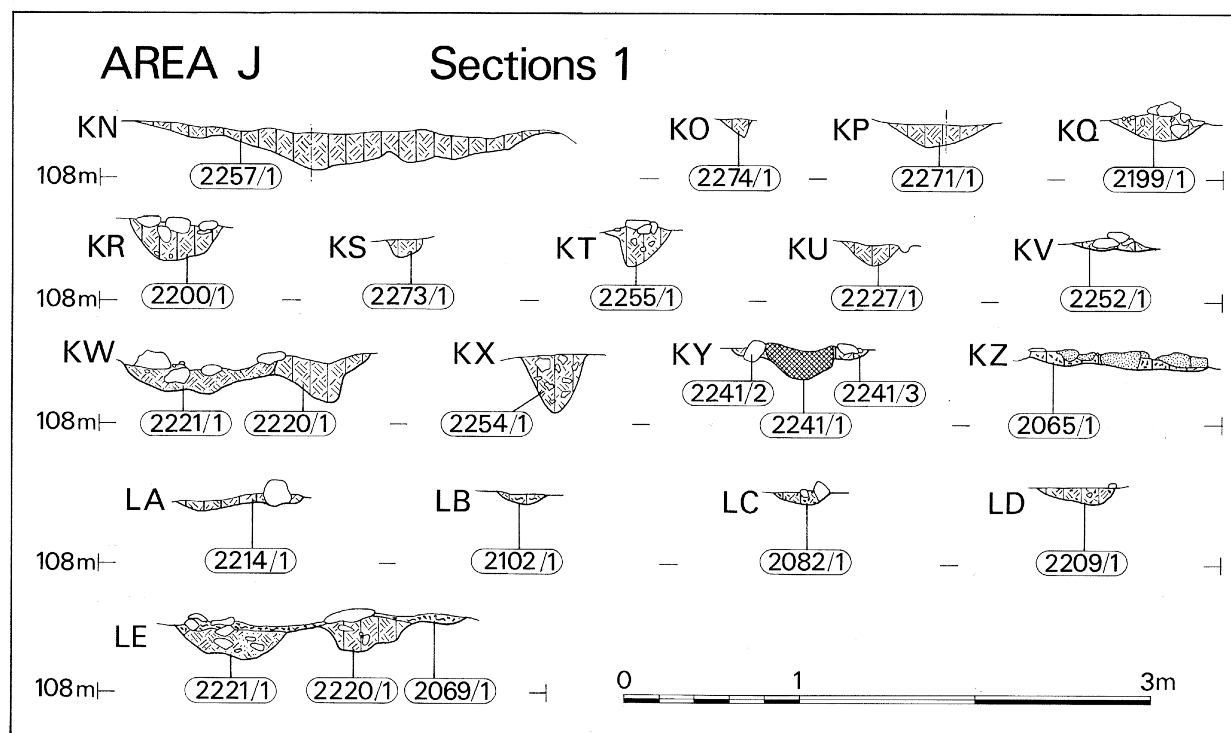 AREA J Sections 1
KN KO KP KQ
108m 2257/1 2274/1 2271/1 2199/1
KR KS KT KU KV
108m 2200/1 2273/1 2255/1 2227/1 2252/1
KW KX KY KZ
2241/2 2241/3
108m 2221/1 2220/1 2254/1 2241/1 2065/1
LA LB LC LD
108m 2214/1 2102/1 2082/1 2209/1
LE
108m 2221/1 2220/1 2069/1
0 1 3m